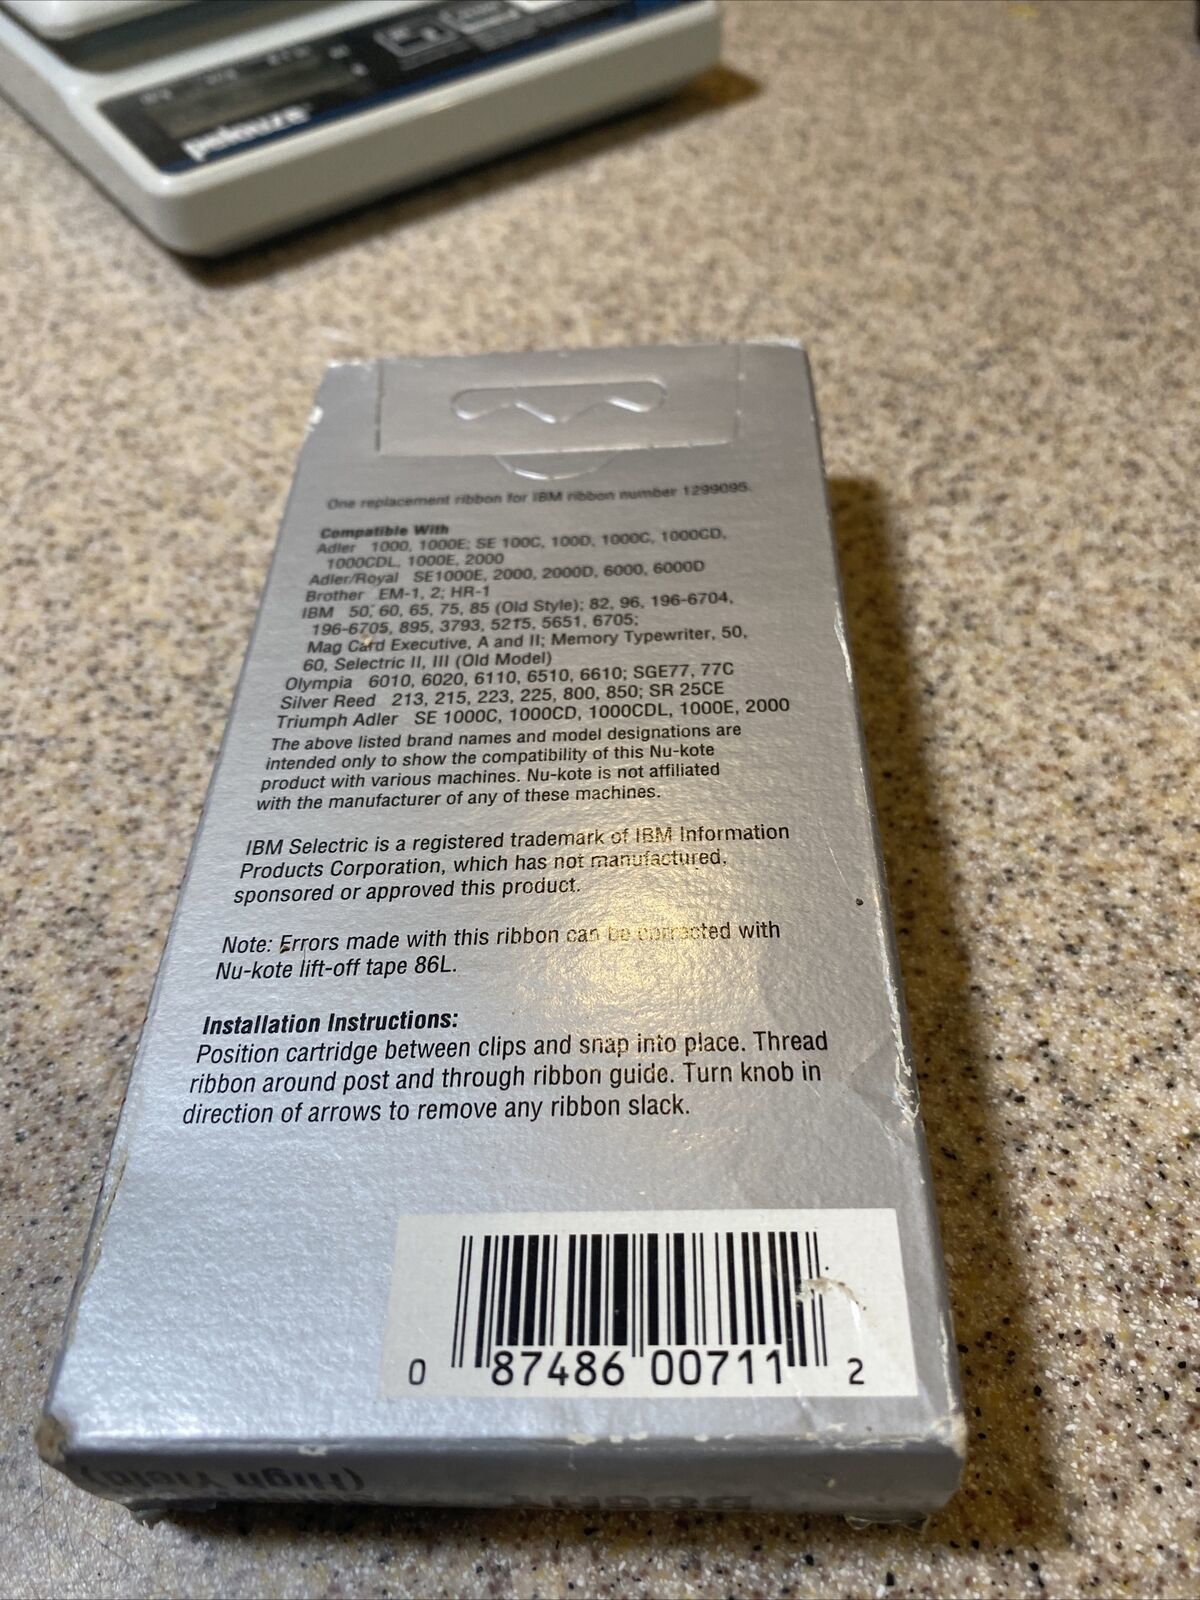 pelouze
One replacement ribbon for IBM ribbon number 1299095.
Compatible With
Adler 1000, 1000E; SE 100C, 100D, 1000C, 1000CD,
1000CDL, 1000E, 2000
Adler/Royal SE1000E, 2000, 2000D, 6000, 6000D
Brother EM-1, 2; HR-1
IBM 50, 60, 65, 75, 85 (Old Style); 82, 96, 196-6704,
196-6705, 895, 3793, 5215, 5651, 6705;
Mag Card Executive, A and II; Memory Typewriter, 50,
60, Selectric II, III (Old Model)
Olympia 6010, 6020, 6110, 6510, 6610; SGE77, 77C
Silver Reed 213, 215, 223, 225, 800, 850; SR 25CE
Triumph Adler SE 1000C, 1000CD, 1000CDL, 1000E, 2000
The above listed brand names and model designations are
intended only to show the compatibility of this Nu-kote
product with various machines. Nu-kote is not affiliated
with the manufacturer of any of these machines.
IBM Selectric is a registered trademark of IBM Information
Products Corporation, which has not manufactured,
sponsored or approved this product.
Note: Errors made with this ribbon can be corrected with
Nu-kote lift-off tape 86L.
Installation Instructions:
Position cartridge between clips and snap into place. Thread
ribbon around post and through ribbon guide. Turn knob in
direction of arrows to remove any ribbon slack.
0 87486 00711 2
(High Yield)